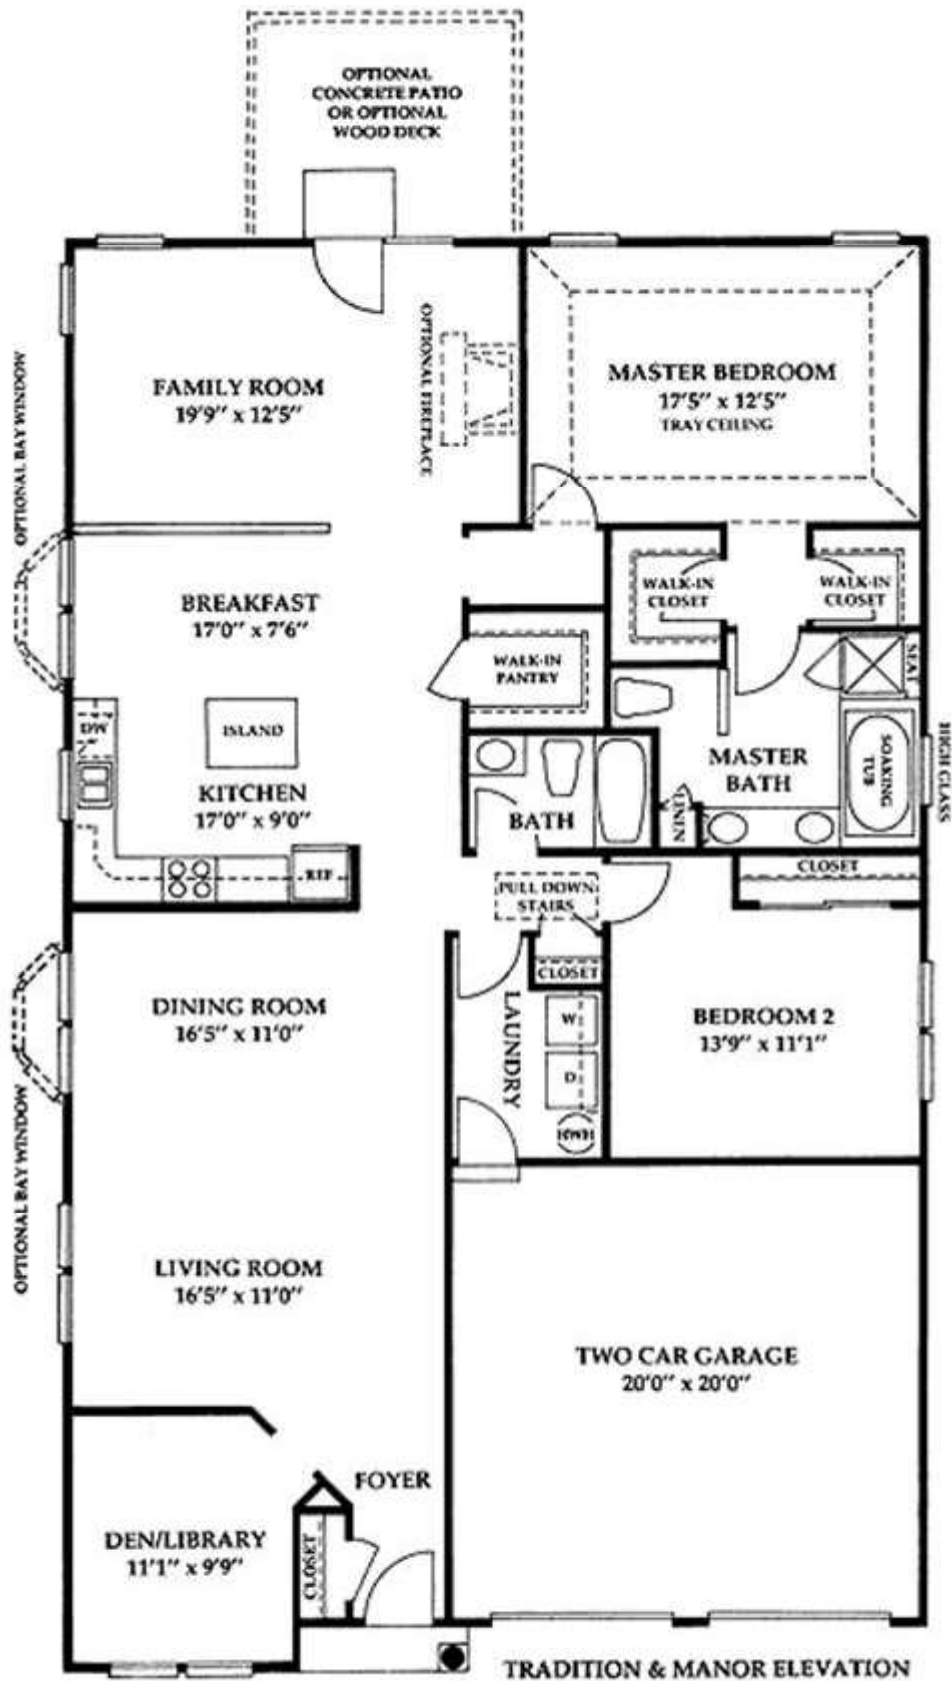 OPTIONAL
CONCRETE PATIO
OR OPTIONAL
WOOD DECK
OPTIONAL BAY WINDOW
FAMILY ROOM
19'9" x 12'5"
OPTIONAL FIREPLACE
MASTER BEDROOM
17'5" x 12'5"
TRAY CEILING
BREAKFAST
17'0" x 7'6"
WALK-IN
CLOSET
WALK-IN
CLOSET
WALK-IN
PANTRY
SEAT
DW
ISLAND
KITCHEN
17'0" x 9'0"
REF
BATH
LINEN
MASTER
BATH
SOAKING
TUB
HIGH GLASS
CLOSET
PULL DOWN
STAIRS
CLOSET
DINING ROOM
16'5" x 11'0"
OPTIONAL BAY WINDOW
LAUNDRY
W
D
BEDROOM 2
13'9" x 11'1"
LIVING ROOM
16'5" x 11'0"
TWO CAR GARAGE
20'0" x 20'0"
FOYER
DEN/LIBRARY
11'1" x 9'9"
CLOSET
TRADITION & MANOR ELEVATION